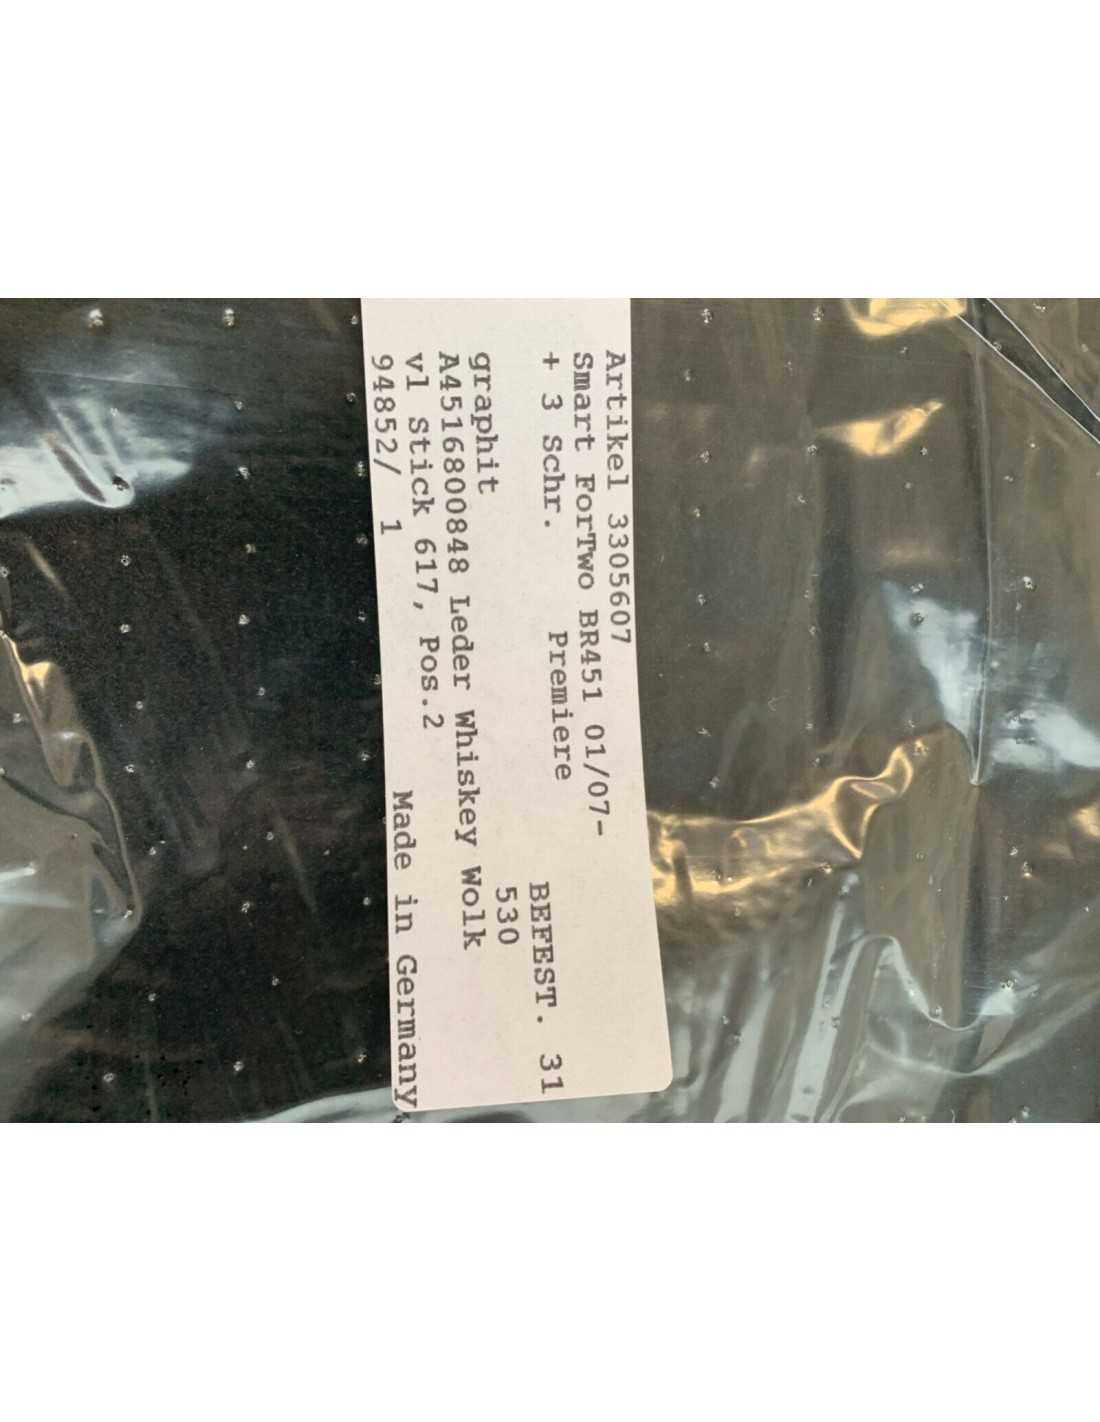 Artikel 3305607
Smart ForTwo BR451 01/07-
+ 3 Schr. Premiere BEFEST. 31
530
graphit
A4516800848 Leder Whiskey Wolk
vl Stick 617, Pos.2
94852/ 1 Made in Germany